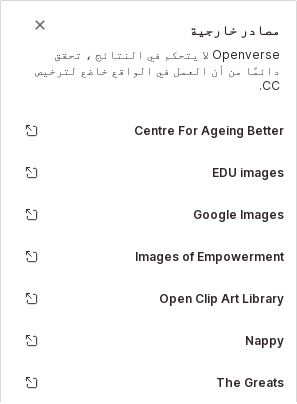 مصادر خارجية
Openverse لا يتحكم في النتائج ، تحقق
دائمًا من أن العمل في الواقع خاضع لترخيص
CC.
Centre For Ageing Better
EDU images
Google Images
Images of Empowerment
Open Clip Art Library
Nappy
The Greats